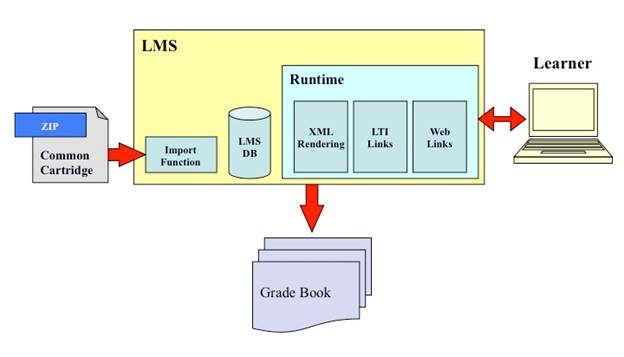 LMS
ZIP
Common
Cartridge
Import
Function
LMS
DB
Runtime
XML
Rendering
LTI
Links
Web
Links
Learner
Grade Book